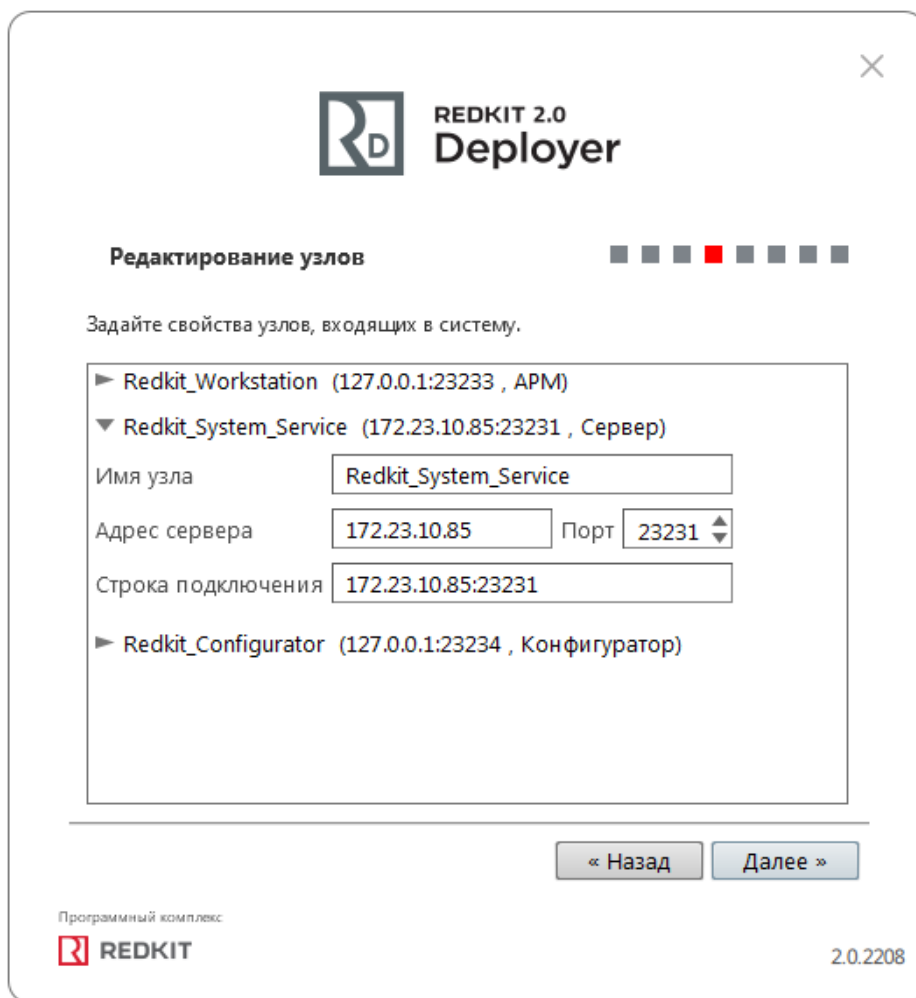 REDKIT 2.0
Deployer
Редактирование узлов
Задайте свойства узлов, входящих в систему.
Redkit_Workstation (127.0.0.1:23233 , АРМ)
Redkit_System_Service (172.23.10.85:23231 , Сервер)
Имя узла Redkit_System_Service
Адрес сервера 172.23.10.85 Порт 23231
Строка подключения 172.23.10.85:23231
Redkit_Configurator (127.0.0.1:23234 , Конфигуратор)
« Назад Далее »
Программный комплекс
REDKIT
2.0.2208